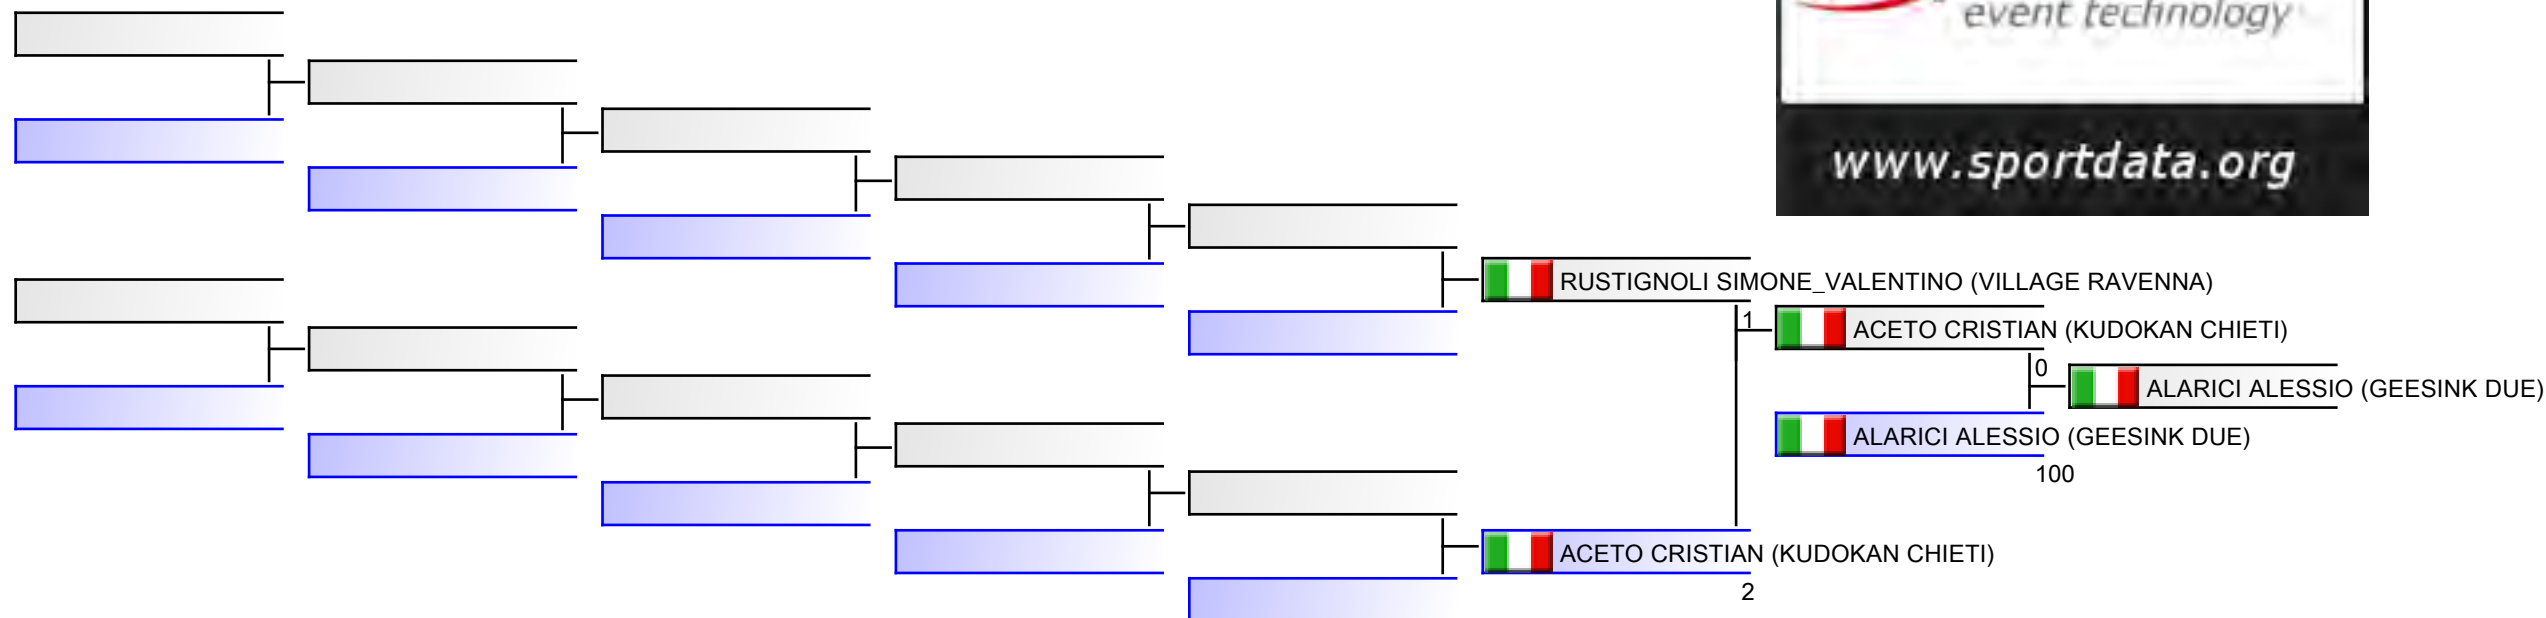 event technology
www.sportdata.org
RUSTIGNOLI SIMONE_VALENTINO (VILLAGE RAVENNA)
1
ACETO CRISTIAN (KUDOKAN CHIETI)
0
ALARICI ALESSIO (GEESINK DUE)
ALARICI ALESSIO (GEESINK DUE)
100
ACETO CRISTIAN (KUDOKAN CHIETI)
2